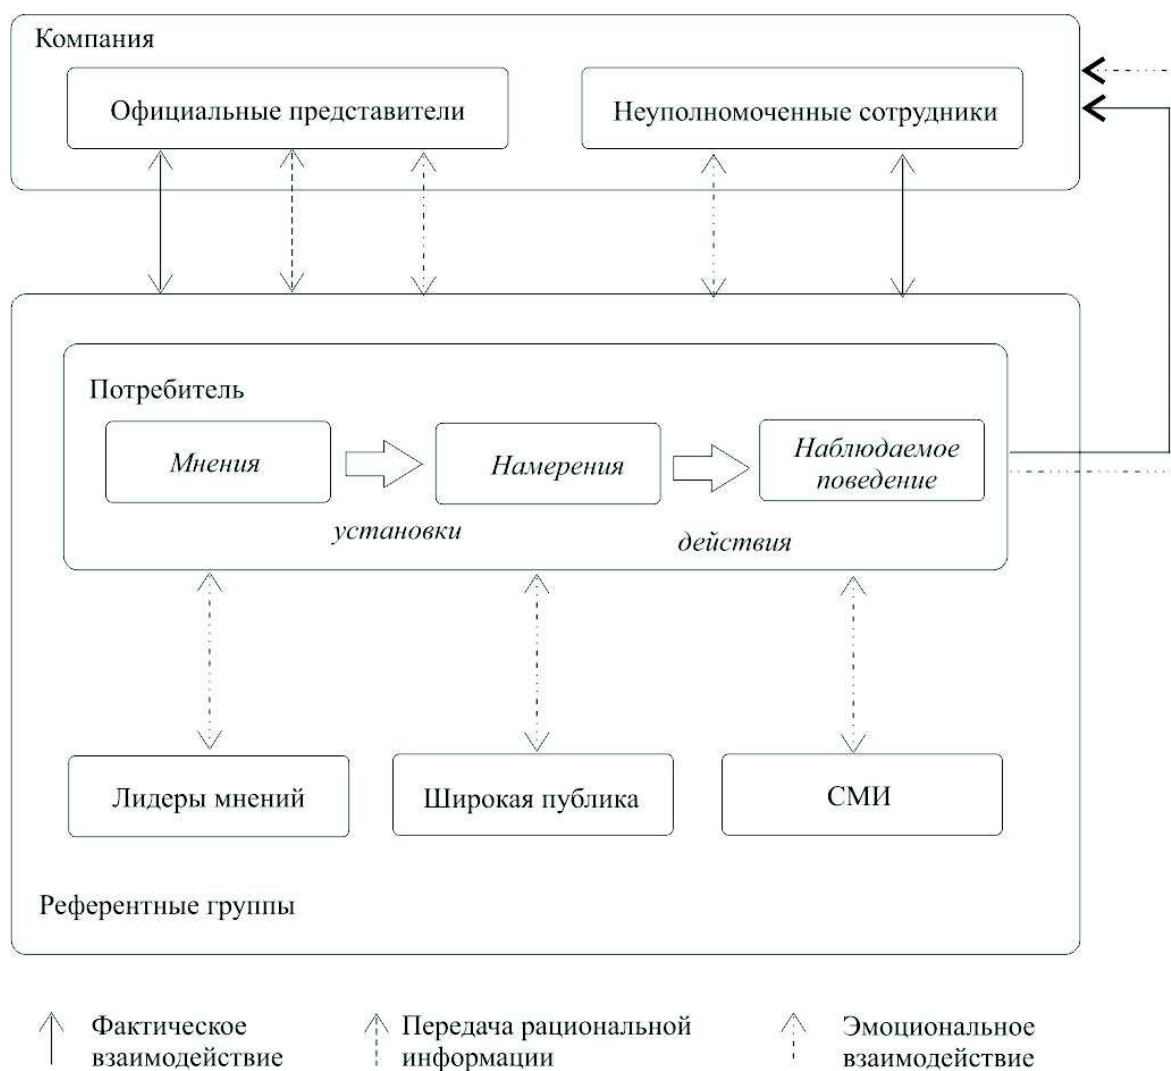 Компания
Официальные представители
Неуполномоченные сотрудники
Потребитель
Мнения
Намерения
Наблюдаемое
поведение
установки
действия
Лидеры мнений
Широкая публика
СМИ
Референтные группы
Фактическое
взаимодействие
Передача рациональной
информации
Эмоциональное
взаимодействие